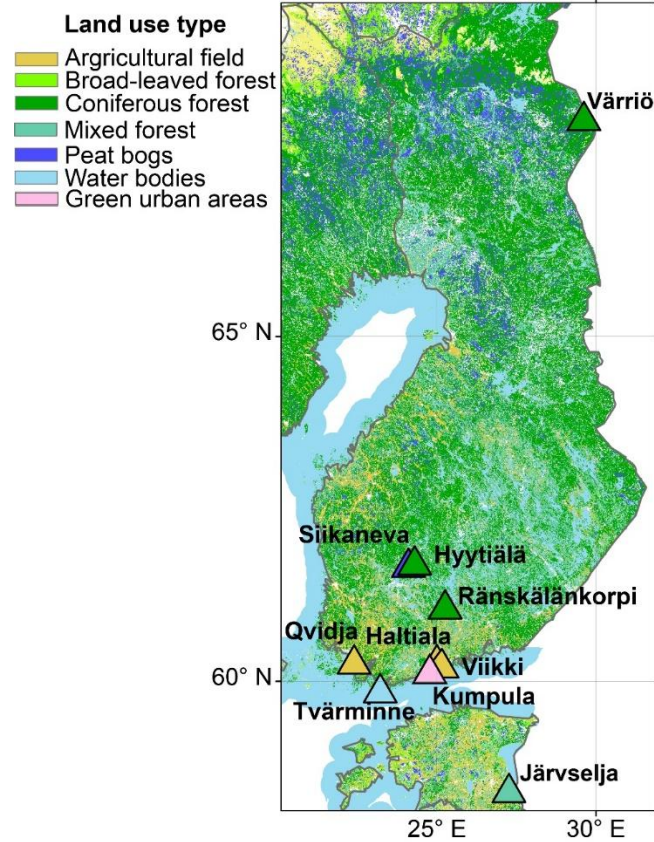 Land use type
Argricultural field
Broad-leaved forest
Coniferous forest
Mixed forest
Peat bogs
Water bodies
Green urban areas
Värriö
65° N
Siikaneva
Hyytiälä
Ränskälänkorpi
Qvidja
Haltiala
Viikki
60° N
Kumpula
Tvärminne
Järvselja
25° E
30° E